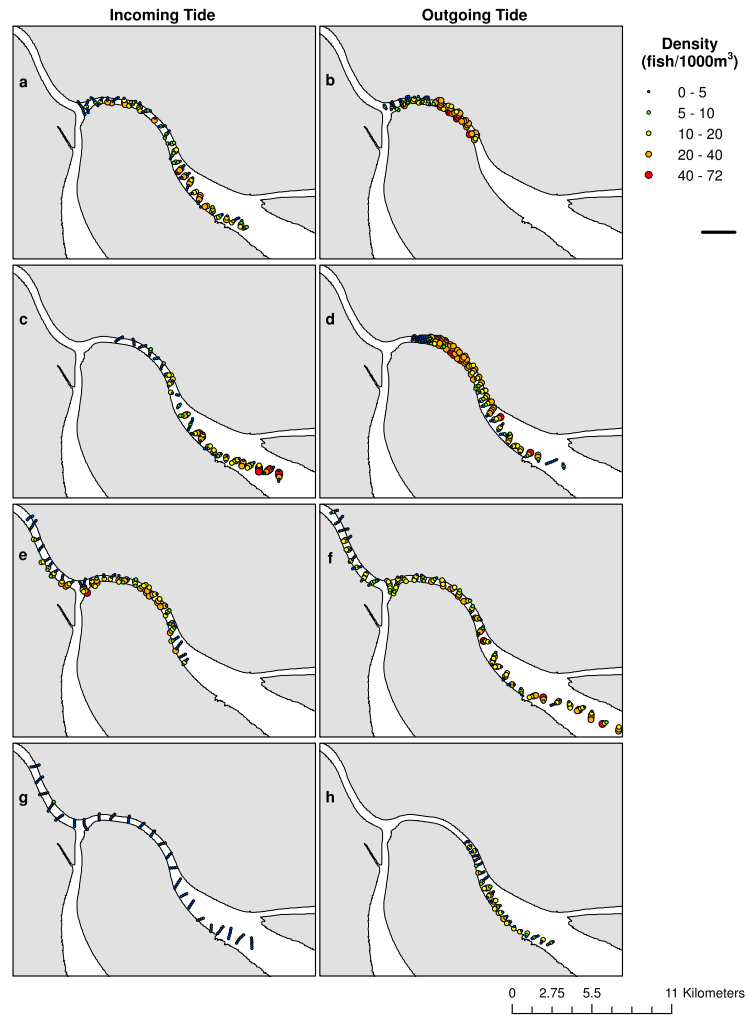 Incoming Tide
Outgoing Tide
Density
(fish/1000m³)
0 - 5
5 - 10
10 - 20
20 - 40
40 - 72
a
b
c
d
e
f
g
h
0 2.75 5.5 11 Kilometers